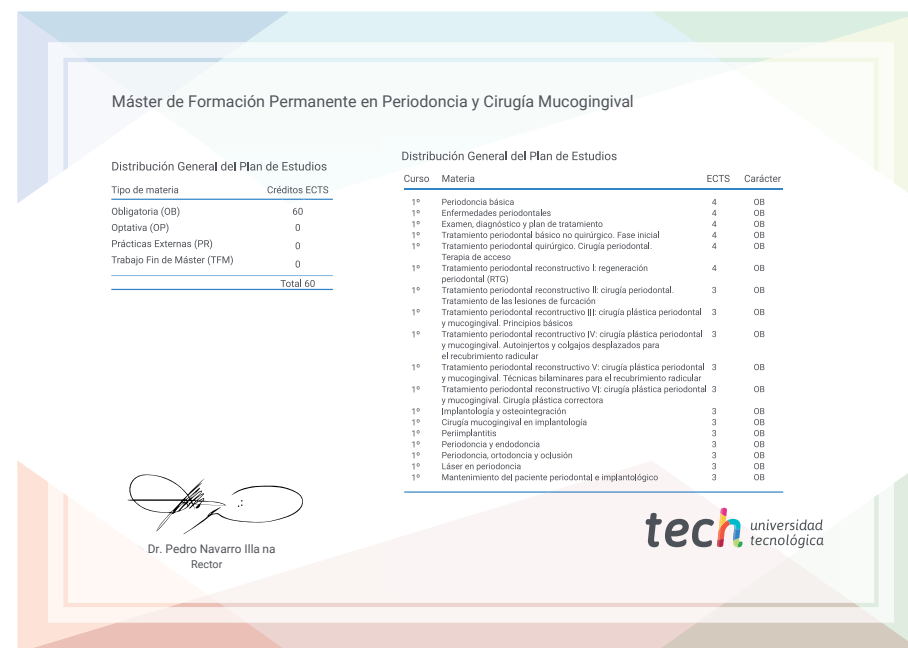 Máster de Formación Permanente en Periodoncia y Cirugía Mucogingival
Distribución General del Plan de Estudios
Tipo de materia Créditos ECTS
Obligatoria (OB) 60
Optativa (OP) 0
Prácticas Externas (PR) 0
Trabajo Fin de Máster (TFM) 0
Total 60
Distribución General del Plan de Estudios
Curso Materia ECTS Carácter
1º Periodoncia básica 4 OB
1º Enfermedades periodontales 4 OB
1º Examen, diagnóstico y plan de tratamiento 4 OB
1º Tratamiento periodontal básico no quirúrgico. Fase inicial 4 OB
1º Tratamiento periodontal quirúrgico. Cirugía periodontal. 4 OB
Terapia de acceso
1º Tratamiento periodontal reconstructivo I: regeneración 4 OB
periodontal (RTG)
1º Tratamiento periodontal reconstructivo II: cirugía periodontal. 3 OB
Tratamiento de las lesiones de furcación
1º Tratamiento periodontal recontructivo III: cirugía plástica periodontal 3 OB
y mucogingival. Principios básicos
1º Tratamiento periodontal reconstructivo IV: cirugía plástica periodontal 3 OB
y mucogingival. Autoinjertos y colgajos desplazados para
el recubrimiento radicular
1º Tratamiento periodontal reconstructivo V: cirugía plástica periodontal 3 OB
y mucogingival. Técnicas bilaminares para el recubrimiento radicular
1º Tratamiento periodontal reconstructivo VI: cirugía plástica periodontal 3 OB
y mucogingival. Cirugía plástica correctora
1º Implantología y osteointegración 3 OB
1º Cirugía mucogingival en implantología 3 OB
1º Periimplantitis 3 OB
1º Periodoncia y endodoncia 3 OB
1º Periodoncia, ortodoncia y oclusión 3 OB
1º Láser en periodoncia 3 OB
1º Mantenimiento del paciente periodontal e implantológico 3 OB
Dr. Pedro Navarro Illa na
Rector
tech universidad
tecnológica